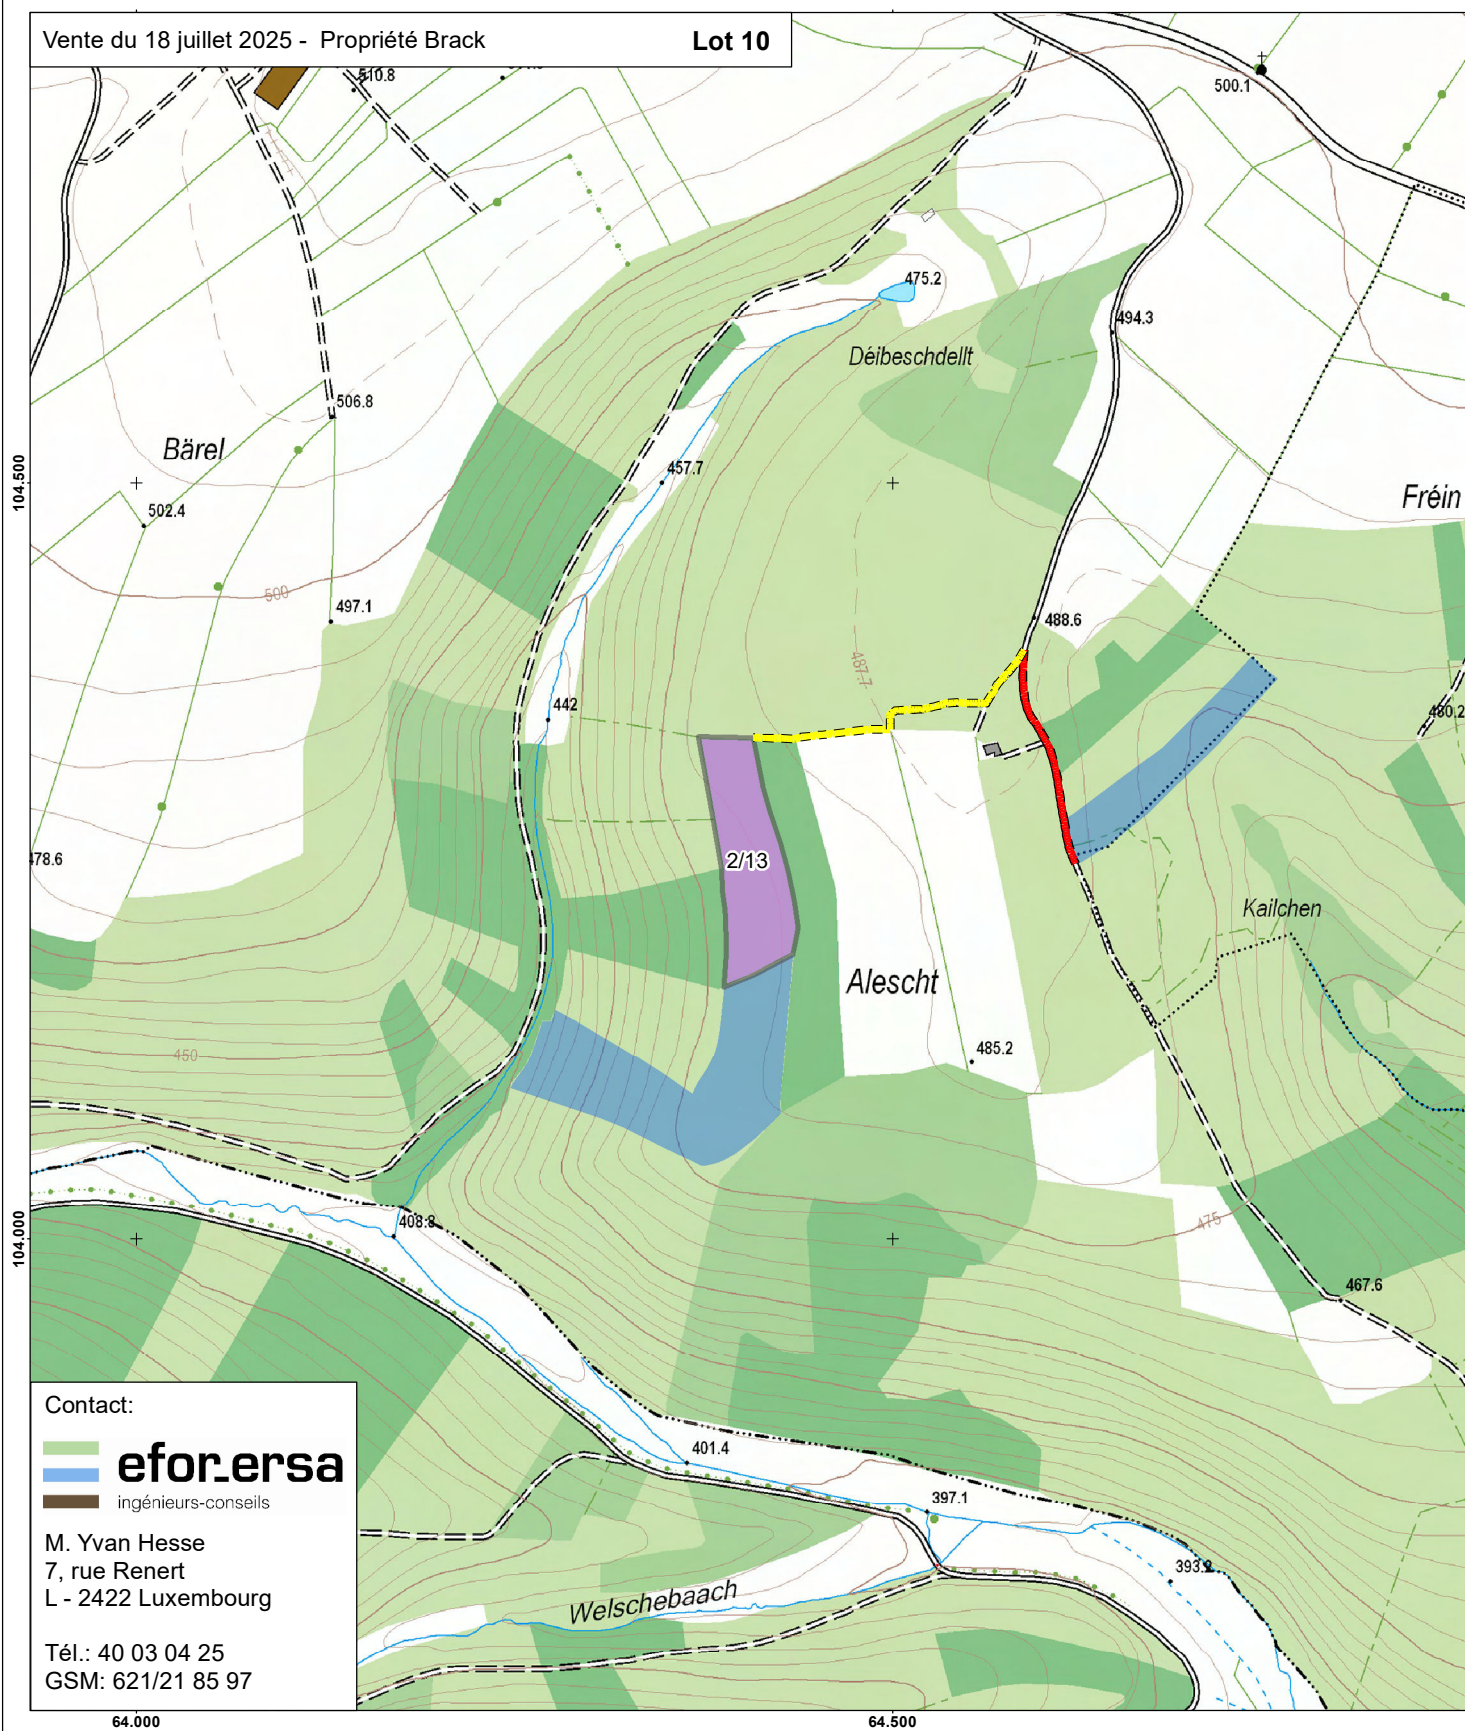 Vente du 18 juillet 2025 - Propriété Brack
Lot 10
510.8
500.1
475.2
494.3
Déibeschdellt
506.8
Bärel
457.7
104.500
Fréin
502.4
500
497.1
488.6
487.7
442
480.2
478.6
2/13
Kailchen
Alescht
485.2
450
475
408.8
104.000
467.6
Contact:
efor_ersa
ingénieurs-conseils
401.4
397.1
M. Yvan Hesse
7, rue Renert
L - 2422 Luxembourg
393.2
Welschebaach
Tél.: 40 03 04 25
GSM: 621/21 85 97
64.000
64.500